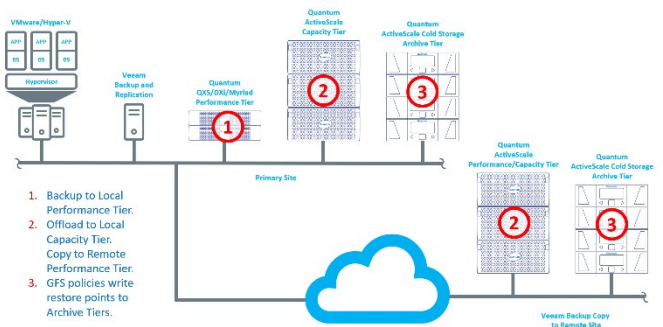 VMware/Hyper-V
APP APP APP
OS OS OS
Hypervisor
Veeam
Backup and
Replication
Quantum
QXS/DXi/Myriad
Performance Tier
1
Quantum
ActiveScale
Capacity Tier
2
Quantum
ActiveScale Cold Storage
Archive Tier
3
Primary Site
1. Backup to Local
Performance Tier.
2. Offload to Local
Capacity Tier.
Copy to Remote
Performance Tier.
3. GFS policies write
restore points to
Archive Tiers.
Quantum
ActiveScale
Performance/Capacity Tier
2
Quantum
ActiveScale Cold Storage
Archive Tier
3
Veeam Backup Copy
to Remote Site